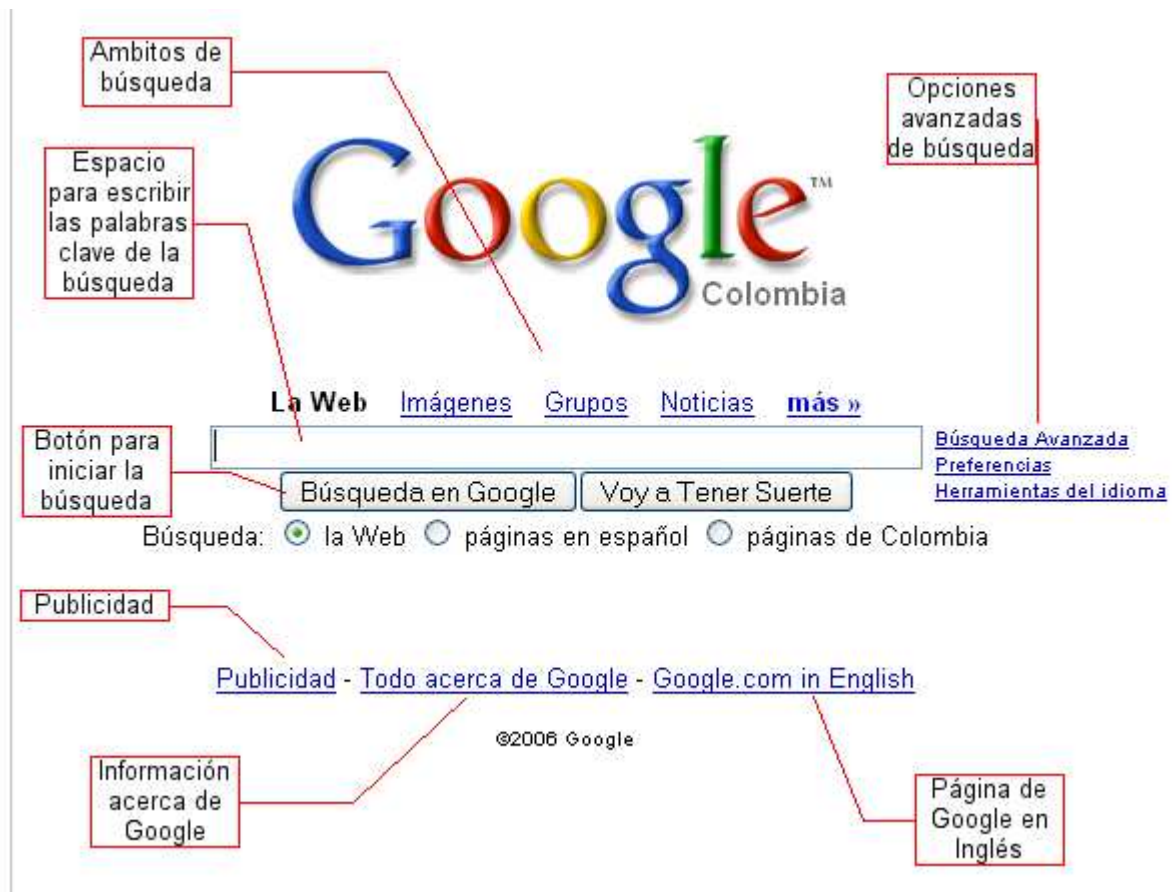 Ambitos de
búsqueda
Opciones
avanzadas
de búsqueda
Espacio
para escribir
las palabras
clave de la
búsqueda
Google™
Colombia
La Web Imágenes Grupos Noticias más »
Botón para
iniciar la
búsqueda
Búsqueda Avanzada
Preferencias
Herramientas del idioma
Búsqueda en Google Voy a Tener Suerte
Búsqueda: la Web páginas en español páginas de Colombia
Publicidad
Publicidad - Todo acerca de Google - Google.com in English
©2006 Google
Información
acerca de
Google
Página de
Google en
Inglés